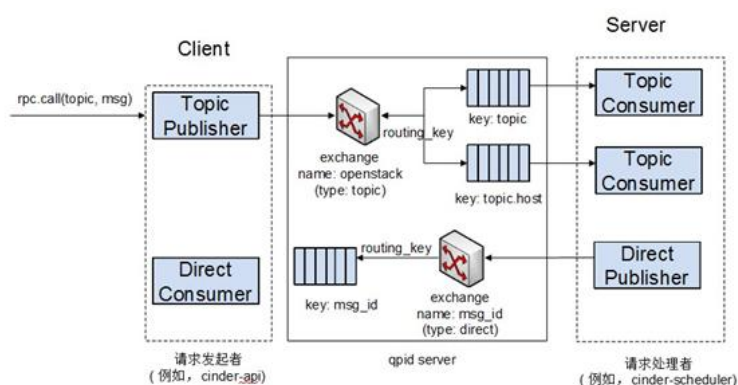 Server
Client
rpc.call(topic, msg)
Topic
Publisher
routing_key
exchange
name: openstack
(type: topic)
key: topic
key: topic.host
Topic
Consumer
Topic
Consumer
Direct
Consumer
key: msg_id
routing_key
exchange
name: msg_id
(type: direct)
Direct
Publisher
请求发起者
(例如，cinder-api)
qpid server
请求处理者
(例如，cinder-scheduler)